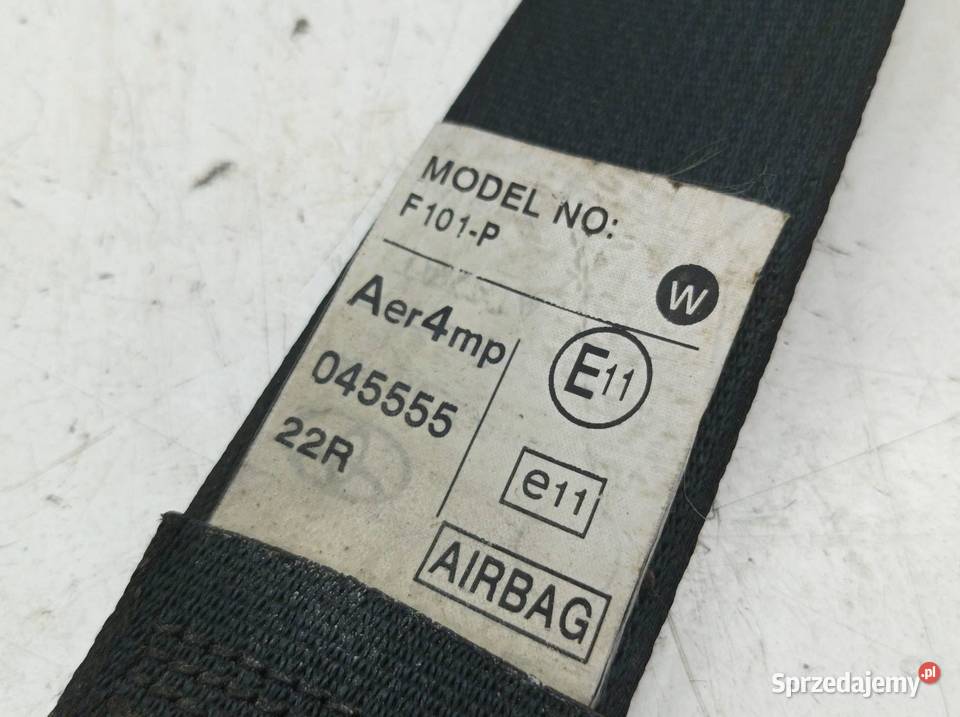 MODEL NO:
F101-P
W
Aer4mp
E11
045555
22R
e11
AIRBAG
Sprzedajemy.pl